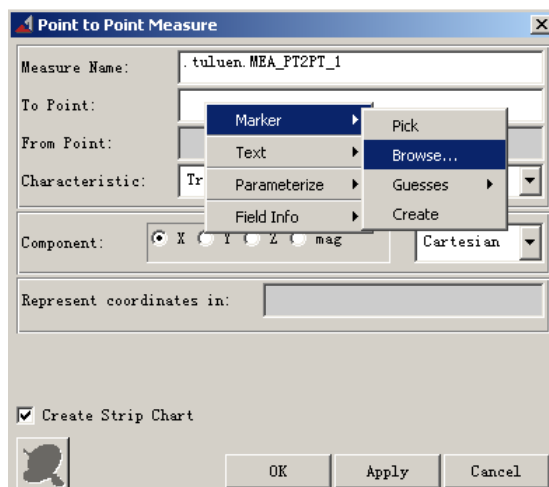 Point to Point Measure
Measure Name: .tuluen.MEA_PT2PT_1
To Point:
Marker
Pick
From Point:
Text
Browse...
Characteristic: Tr
Parameterize
Guesses
Field Info
Create
Component: X Y Z mag Cartesian
Represent coordinates in:
Create Strip Chart
OK Apply Cancel